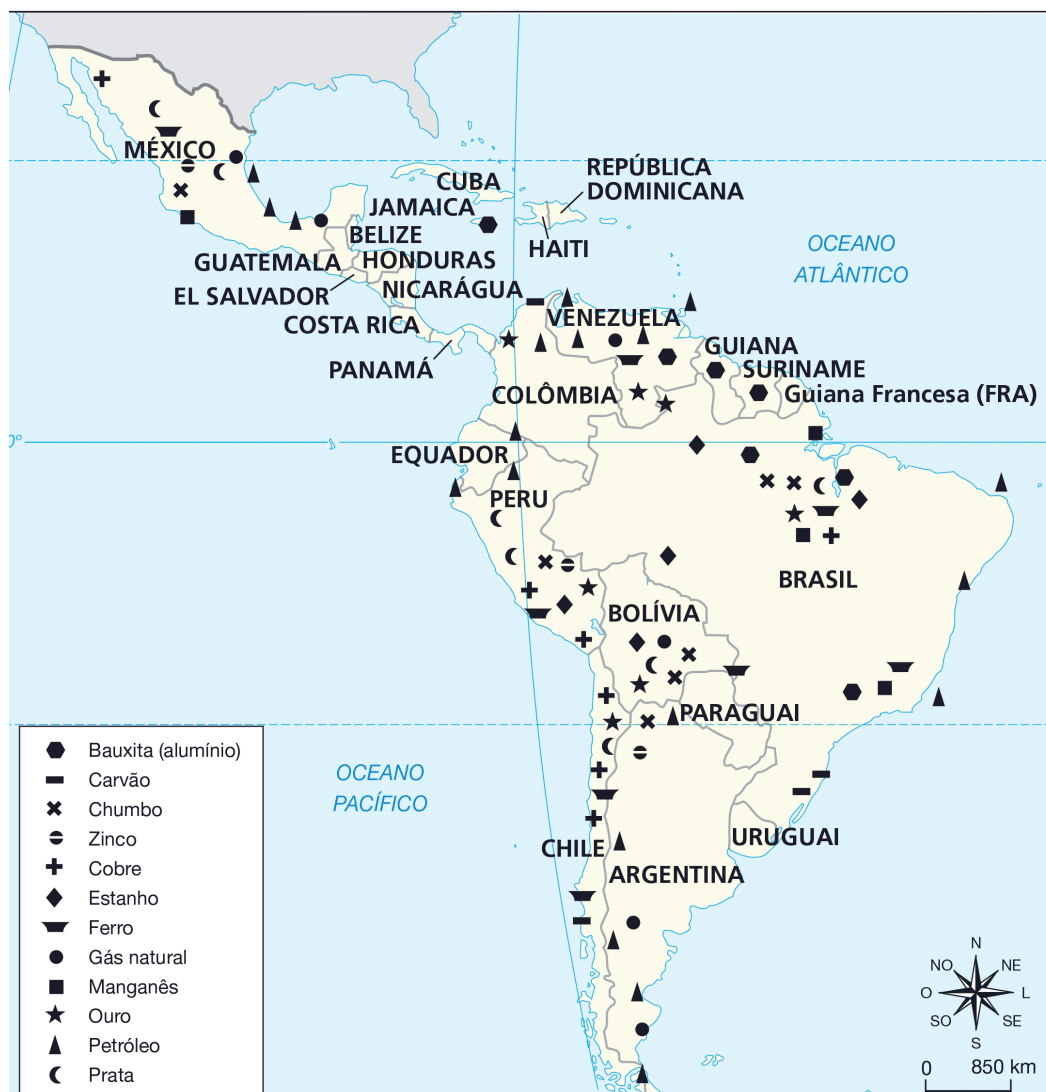 MÉXICO
CUBA
REPÚBLICA
DOMINICANA
JAMAICA
BELIZE
HAITI
OCEANO
ATLÂNTICO
GUATEMALA
HONDURAS
EL SALVADOR
NICARÁGUA
COSTA RICA
PANAMÁ
VENEZUELA
GUIANA
SURINAME
Guiana Francesa (FRA)
COLÔMBIA
0°
EQUADOR
PERU
BRASIL
BOLÍVIA
PARAGUAI
OCEANO
PACÍFICO
CHILE
URUGUAI
ARGENTINA
Bauxita (alumínio)
Carvão
Chumbo
Zinco
Cobre
Estanho
Ferro
Gás natural
Manganês
Ouro
Petróleo
Prata
N
NO
NE
O
L
SO
SE
S
0
850 km